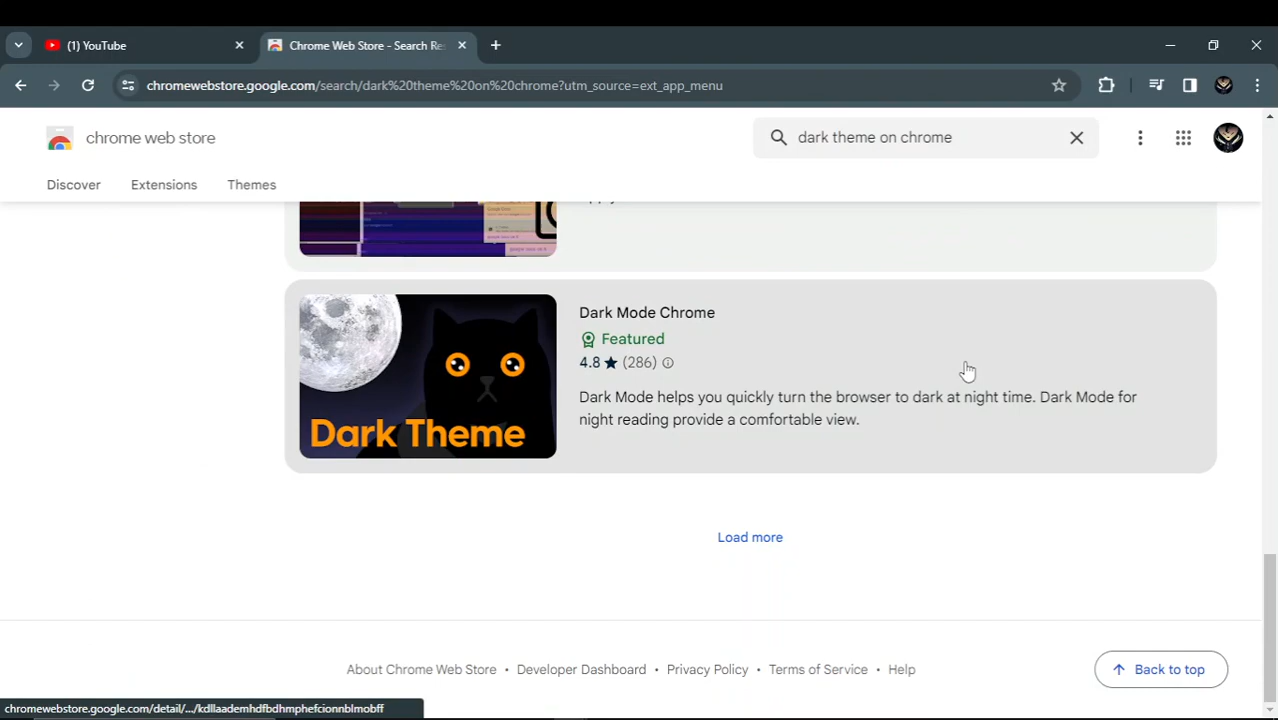 (1) YouTube
Chrome Web Store - Search Re
chromewebstore.google.com/search/dark%20theme%20on%20chrome?utm_source=ext_app_menu
chrome web store
dark theme on chrome
Discover
Extensions
Themes
Dark Mode Chrome
Featured
4.8 ★ (286)
Dark Mode helps you quickly turn the browser to dark at night time. Dark Mode for
night reading provide a comfortable view.
Dark Theme
Load more
About Chrome Web Store • Developer Dashboard • Privacy Policy • Terms of Service • Help
Back to top
chromewebstore.google.com/detail/.../kdllaademhdfbdhmphefcionnblmobff